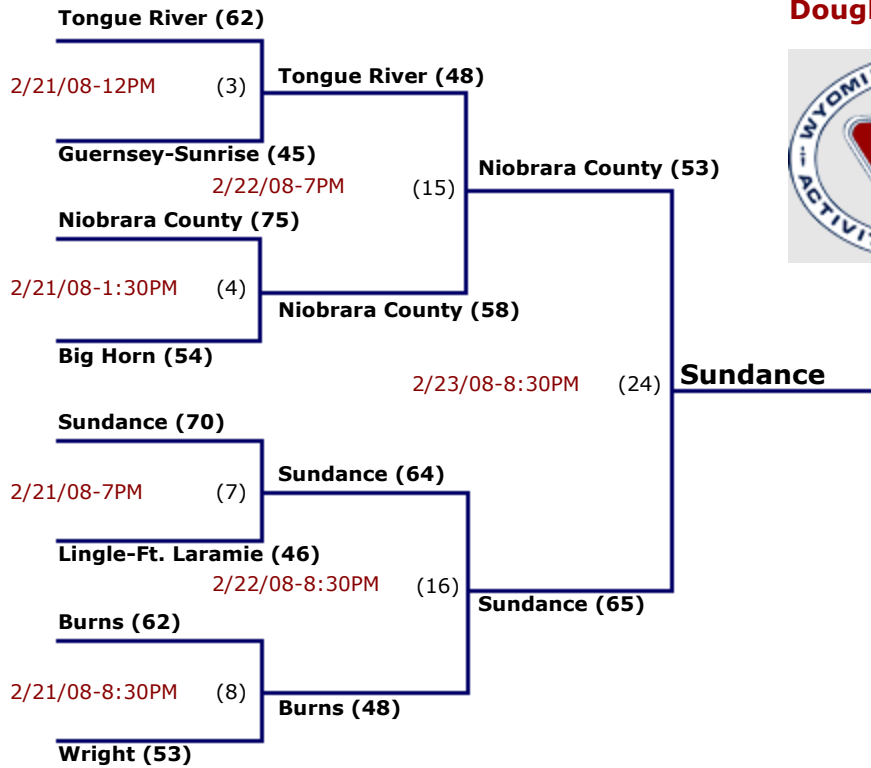 Tongue River (62)
2/21/08-12PM (3)
Tongue River (48)
Guernsey-Sunrise (45)
2/22/08-7PM (15)
Niobrara County (53)
Niobrara County (75)
2/21/08-1:30PM (4)
Niobrara County (58)
Big Horn (54)
2/23/08-8:30PM (24)
Sundance
Sundance (70)
Sundance (64)
2/21/08-7PM (7)
Lingle-Ft. Laramie (46)
2/22/08-8:30PM (16)
Sundance (65)
Burns (62)
2/21/08-8:30PM (8)
Burns (48)
Wright (53)